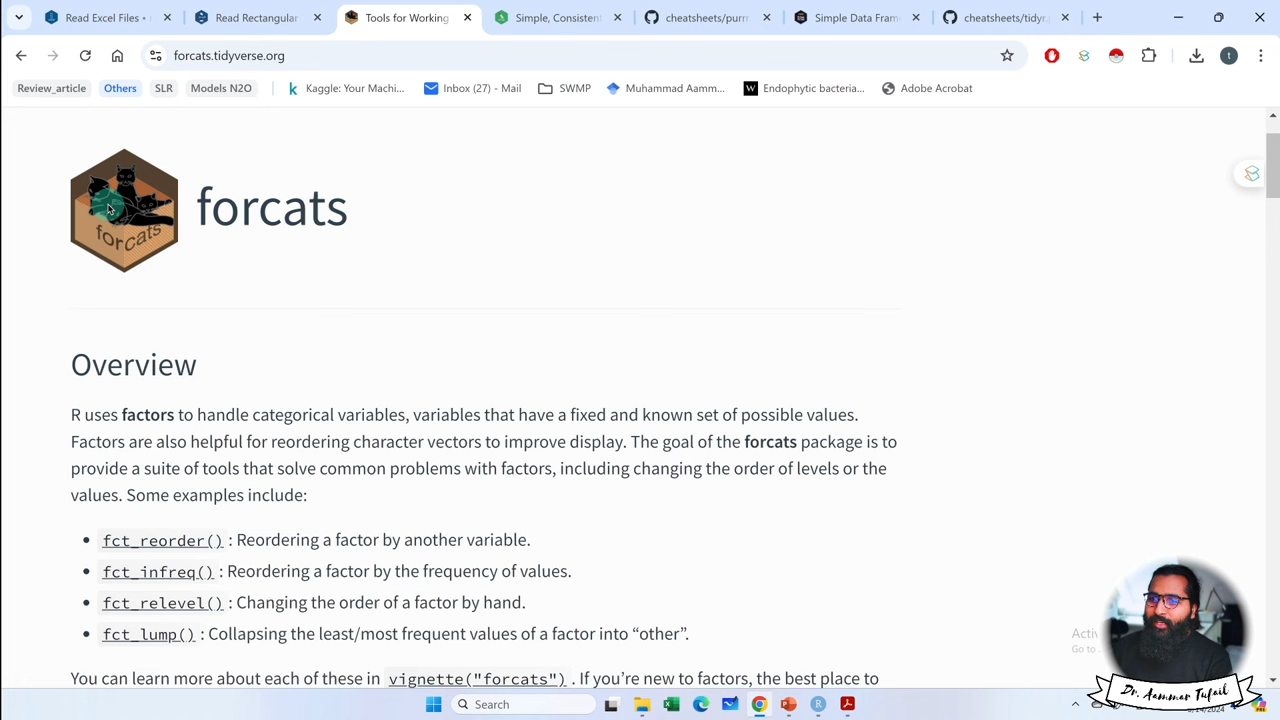 Read Excel Files •
Read Rectangular
Tools for Working
Simple, Consistent
cheatsheets/purrr
Simple Data Fram
cheatsheets/tidyr.
forcats.tidyverse.org
t
Review_article
Others
SLR
Models N2O
Kaggle: Your Machi...
Inbox (27) - Mail
SWMP
Muhammad Aamm...
W
Endophytic bacteria...
Adobe Acrobat
forcats
forcats
Overview
R uses factors to handle categorical variables, variables that have a fixed and known set of possible values.
Factors are also helpful for reordering character vectors to improve display. The goal of the forcats package is to
provide a suite of tools that solve common problems with factors, including changing the order of levels or the
values. Some examples include:
• fct_reorder() : Reordering a factor by another variable.
• fct_infreq() : Reordering a factor by the frequency of values.
• fct_relevel() : Changing the order of a factor by hand.
• fct_lump() : Collapsing the least/most frequent values of a factor into “other”.
You can learn more about each of these in vignette("forcats") . If you’re new to factors, the best place to
Activ
Go to
Search
Dr. Aammar Tufail